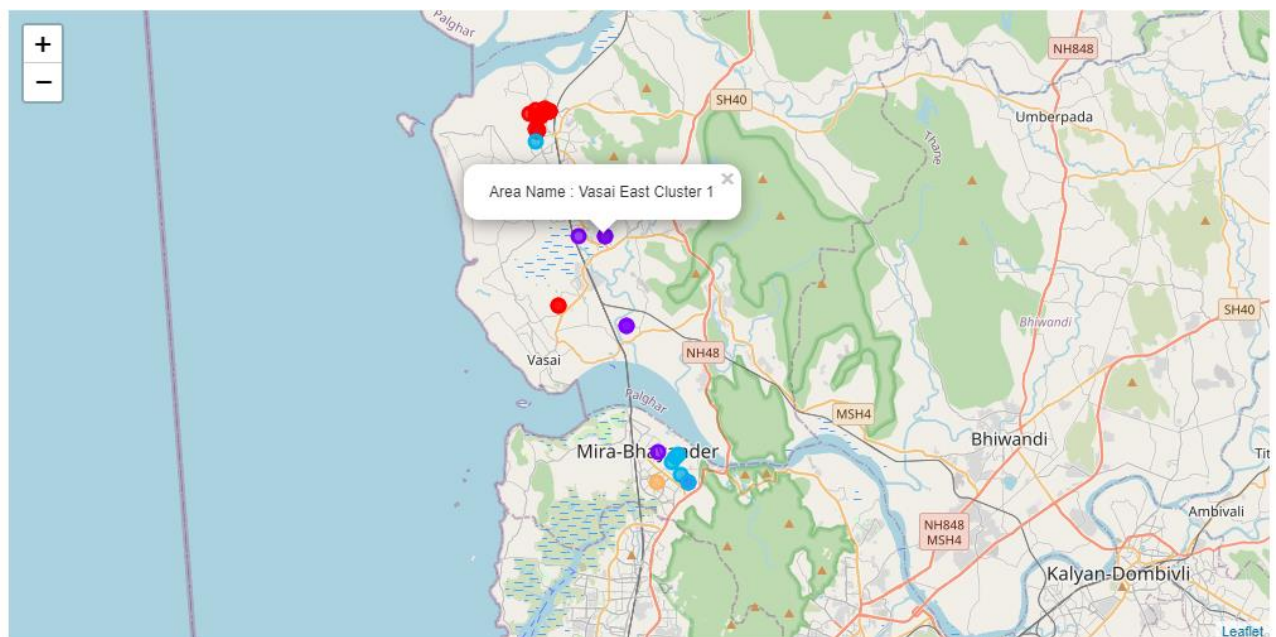 Palghar
+
−
NH848
SH40
Umberpada
Thane
Area Name : Vasai East Cluster 1
×
SH40
Bhiwandi
NH48
Vasai
Palghar
MSH4
Bhiwandi
Mira-Bhayander
Tit
NH848
MSH4
Ambivali
Kalyan-Dombivli
Leaflet